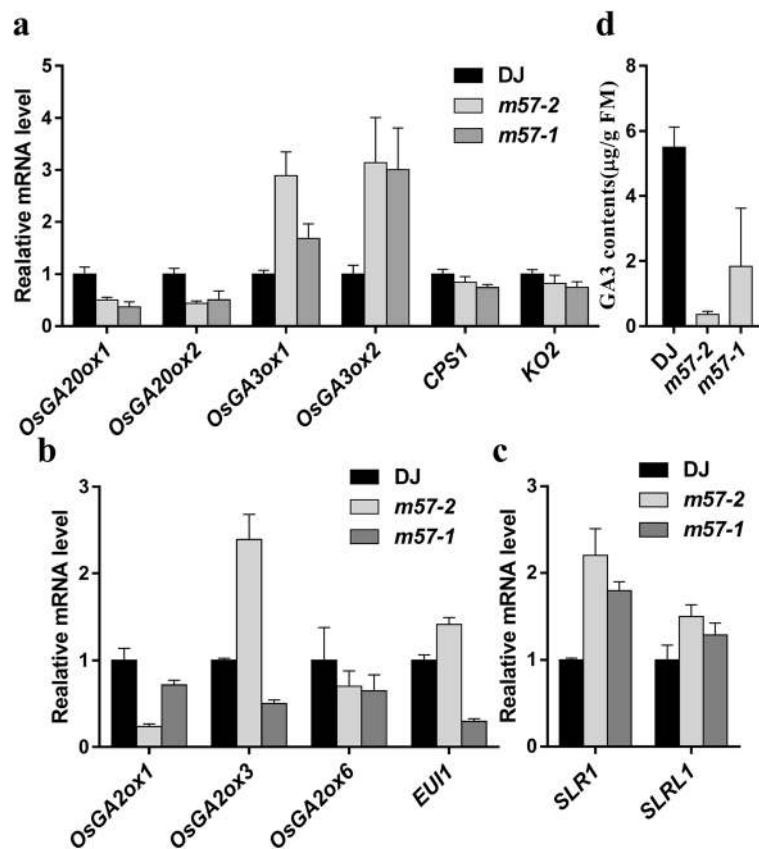 a
Realative mRNA level
5
4
3
2
1
0
DJ
m57-2
m57-1
OsGA20ox1
OsGA20ox2
OsGA3ox1
OsGA3ox2
CPS1
KO2
d
GA3 contents(μg/g FM)
8
6
4
2
0
DJ
m57-2
m57-1
b
Realative mRNA level
3
2
1
0
DJ
m57-2
m57-1
OsGA2ox1
OsGA2ox3
OsGA2ox6
EUI1
c
Realative mRNA level
3
2
1
0
DJ
m57-2
m57-1
SLR1
SLRL1